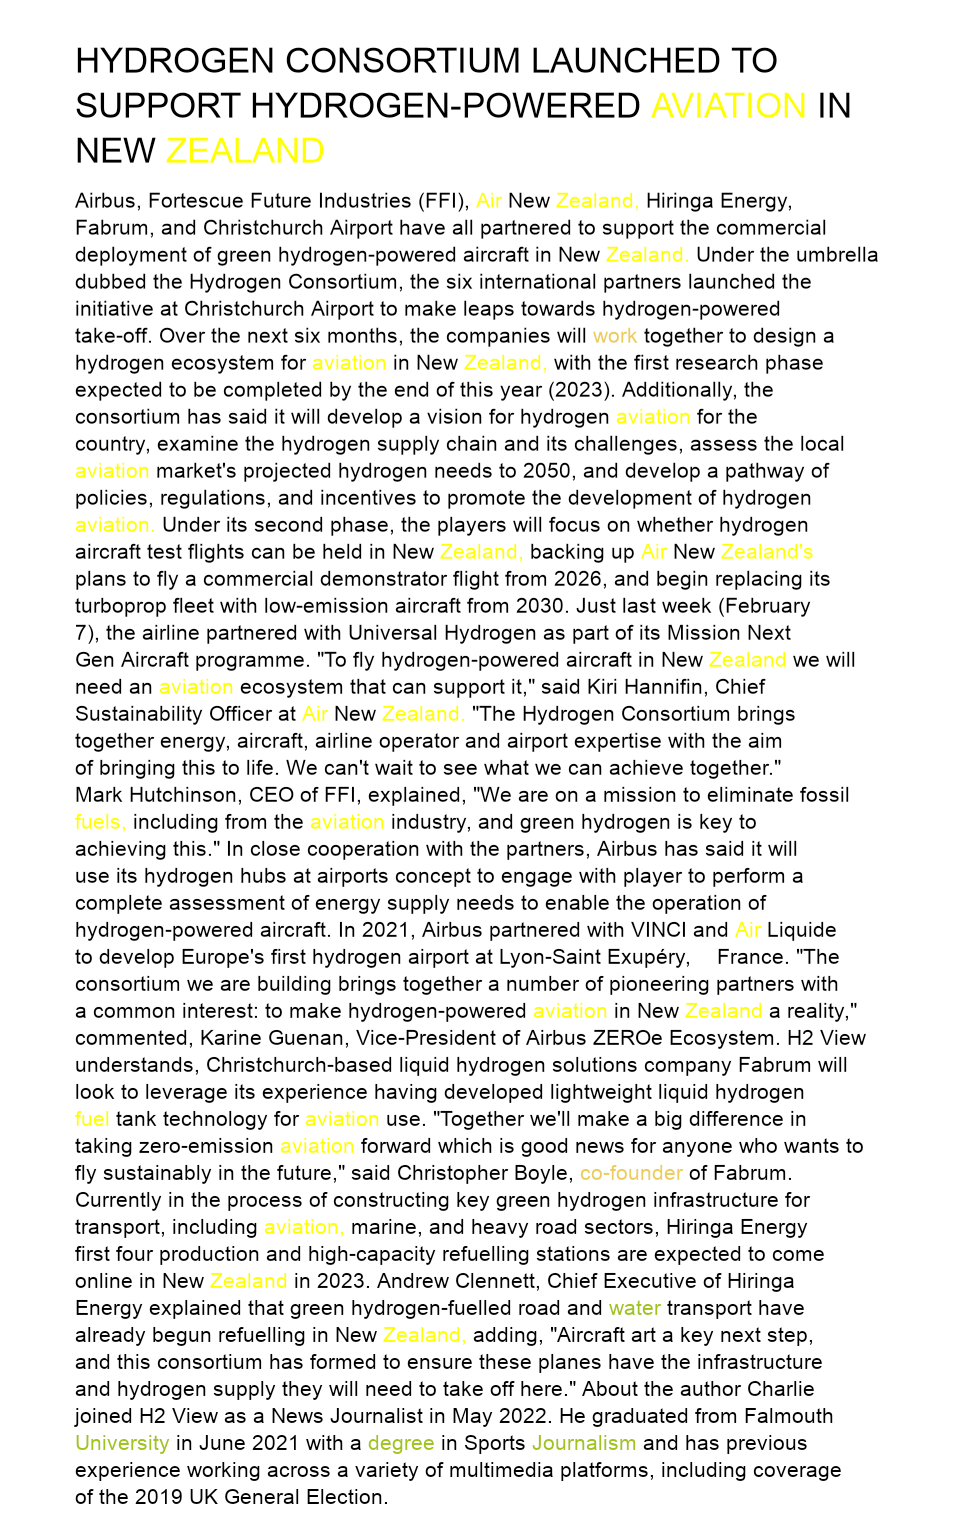 HYDROGEN CONSORTIUM LAUNCHED TO
SUPPORT HYDROGEN-POWERED AVIATION IN
NEW ZEALAND
Airbus, Fortescue Future Industries (FFI), Air New Zealand, Hiringa Energy,
Fabrum, and Christchurch Airport have all partnered to support the commercial
deployment of green hydrogen-powered aircraft in New Zealand. Under the umbrella
dubbed the Hydrogen Consortium, the six international partners launched the
initiative at Christchurch Airport to make leaps towards hydrogen-powered
take-off. Over the next six months, the companies will work together to design a
hydrogen ecosystem for aviation in New Zealand, with the first research phase
expected to be completed by the end of this year (2023). Additionally, the
consortium has said it will develop a vision for hydrogen aviation for the
country, examine the hydrogen supply chain and its challenges, assess the local
aviation market's projected hydrogen needs to 2050, and develop a pathway of
policies, regulations, and incentives to promote the development of hydrogen
aviation. Under its second phase, the players will focus on whether hydrogen
aircraft test flights can be held in New Zealand, backing up Air New Zealand's
plans to fly a commercial demonstrator flight from 2026, and begin replacing its
turboprop fleet with low-emission aircraft from 2030. Just last week (February
7), the airline partnered with Universal Hydrogen as part of its Mission Next
Gen Aircraft programme. "To fly hydrogen-powered aircraft in New Zealand we will
need an aviation ecosystem that can support it," said Kiri Hannifin, Chief
Sustainability Officer at Air New Zealand. "The Hydrogen Consortium brings
together energy, aircraft, airline operator and airport expertise with the aim
of bringing this to life. We can't wait to see what we can achieve together."
Mark Hutchinson, CEO of FFI, explained, "We are on a mission to eliminate fossil
fuels, including from the aviation industry, and green hydrogen is key to
achieving this." In close cooperation with the partners, Airbus has said it will
use its hydrogen hubs at airports concept to engage with player to perform a
complete assessment of energy supply needs to enable the operation of
hydrogen-powered aircraft. In 2021, Airbus partnered with VINCI and Air Liquide
to develop Europe's first hydrogen airport at Lyon-Saint Exupéry, France. "The
consortium we are building brings together a number of pioneering partners with
a common interest: to make hydrogen-powered aviation in New Zealand a reality,"
commented, Karine Guenan, Vice-President of Airbus ZEROe Ecosystem. H2 View
understands, Christchurch-based liquid hydrogen solutions company Fabrum will
look to leverage its experience having developed lightweight liquid hydrogen
fuel tank technology for aviation use. "Together we'll make a big difference in
taking zero-emission aviation forward which is good news for anyone who wants to
fly sustainably in the future," said Christopher Boyle, co-founder of Fabrum.
Currently in the process of constructing key green hydrogen infrastructure for
transport, including aviation, marine, and heavy road sectors, Hiringa Energy
first four production and high-capacity refuelling stations are expected to come
online in New Zealand in 2023. Andrew Clennett, Chief Executive of Hiringa
Energy explained that green hydrogen-fuelled road and water transport have
already begun refuelling in New Zealand, adding, "Aircraft art a key next step,
and this consortium has formed to ensure these planes have the infrastructure
and hydrogen supply they will need to take off here." About the author Charlie
joined H2 View as a News Journalist in May 2022. He graduated from Falmouth
University in June 2021 with a degree in Sports Journalism and has previous
experience working across a variety of multimedia platforms, including coverage
of the 2019 UK General Election.